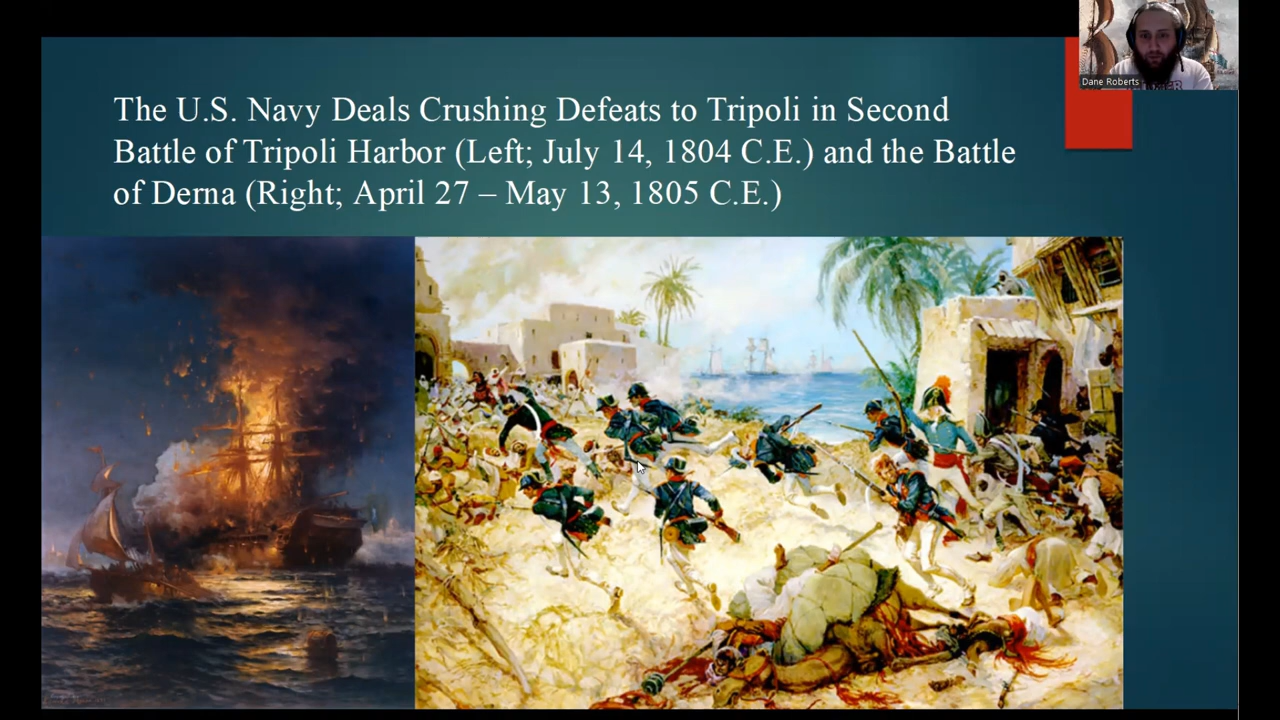 Dane Roberts
The U.S. Navy Deals Crushing Defeats to Tripoli in Second
Battle of Tripoli Harbor (Left; July 14, 1804 C.E.) and the Battle
of Derna (Right; April 27 – May 13, 1805 C.E.)